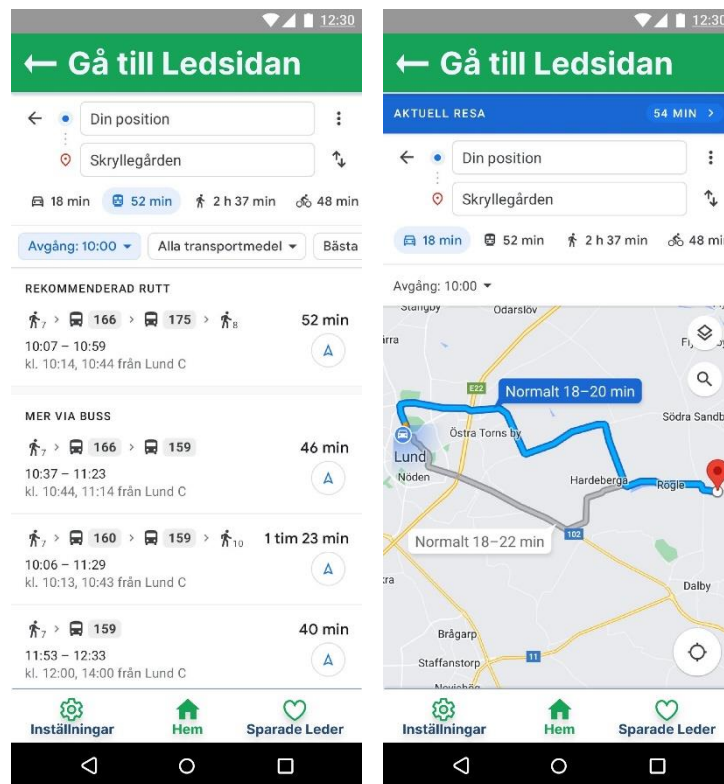 12:30
← Gå till Ledsidan
Din position
Skryllegården
18 min 52 min 2 h 37 min 48 min
Avgång: 10:00 Alla transportmedel Bästa
REKOMMENDERAD RUTT
7 > 166 > 175 > 8 52 min
10:07 – 10:59
kl. 10:14, 10:44 från Lund C
MER VIA BUSS
7 > 166 > 159 46 min
10:37 – 11:23
kl. 10:44, 11:14 från Lund C
7 > 160 > 159 > 10 1 tim 23 min
10:06 – 11:29
kl. 10:13, 10:43 från Lund C
7 > 159 40 min
11:53 – 12:33
kl. 12:00, 14:00 från Lund C
Inställningar Hem Sparade Leder
12:30
← Gå till Ledsidan
AKTUELL RESA 54 MIN >
Din position
Skryllegården
18 min 52 min 2 h 37 min 48 mi
Avgång: 10:00
Stångby Odarslöv
E22
Normalt 18–20 min
Södra Sandb
Östra Torns by
Lund
Nöden
Hardeberga Rögle
Normalt 18–22 min 102
Dalby
Brågarp
Staffanstorp 11
Inställningar Hem Sparade Leder